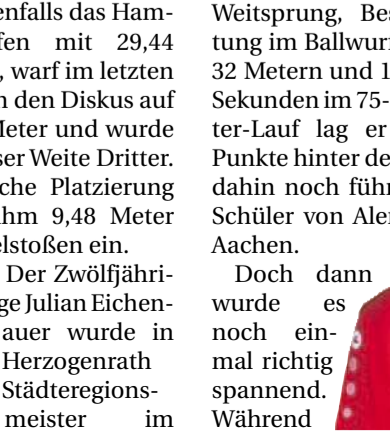 enfalls das Ham-
fen mit 29,44
, warf im letzten
den Diskus auf
Meter und wurde
ser Weite Dritter.
che Platzierung
ihm 9,48 Meter
elstoßen ein.
Der Zwölfjähri-
ge Julian Eichen-
auer wurde in
Herzogenrath
Städteregions-
meister im
Weitsprung, Bes
tung im Ballwur
32 Metern und 1
Sekunden im 75-
ter-Lauf lag er
Punkte hinter de
dahin noch führ
Schüler von Aler
Aachen.
Doch dann
wurde es
noch ein-
mal richtig
spannend.
Während